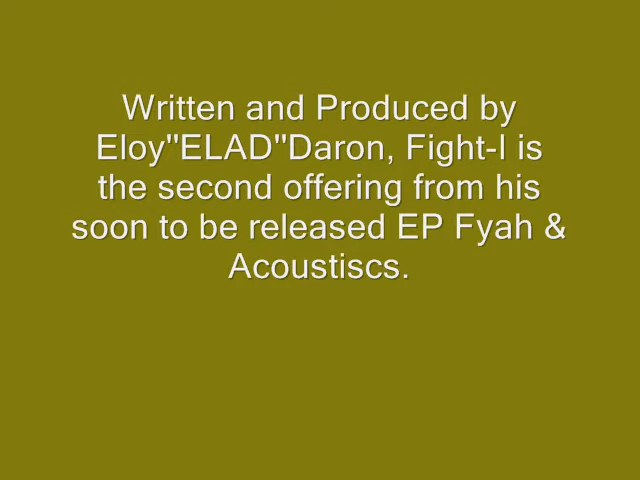 Written and Produced by
Eloy"ELAD"Daron, Fight-I is
the second offering from his
soon to be released EP Fyah &
Acoustiscs.